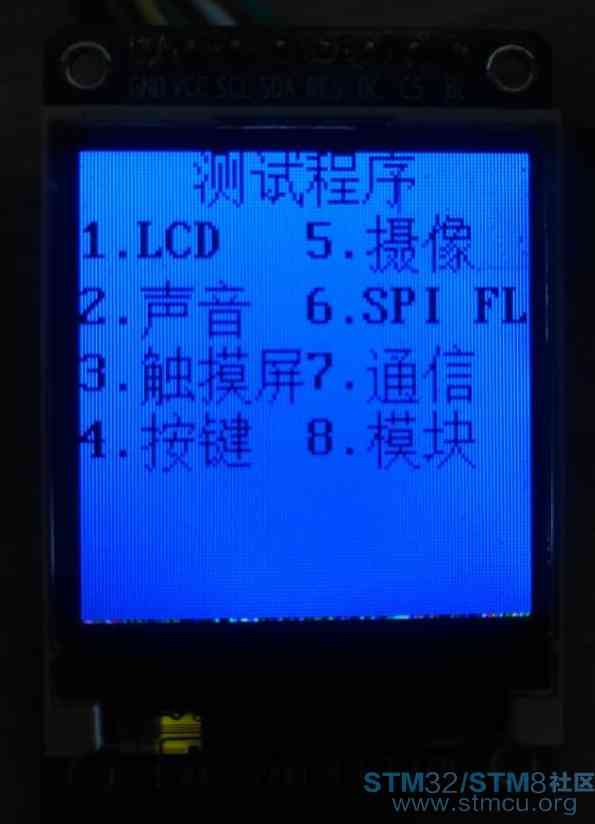 GND VCC SCL SDA RES DC CS BL
测试程序
1.LCD 5.摄像
2.声音 6.SPI FL
3.触摸屏 7.通信
4.按键 8.模块
STM32/STM8社区
www.stmcu.org